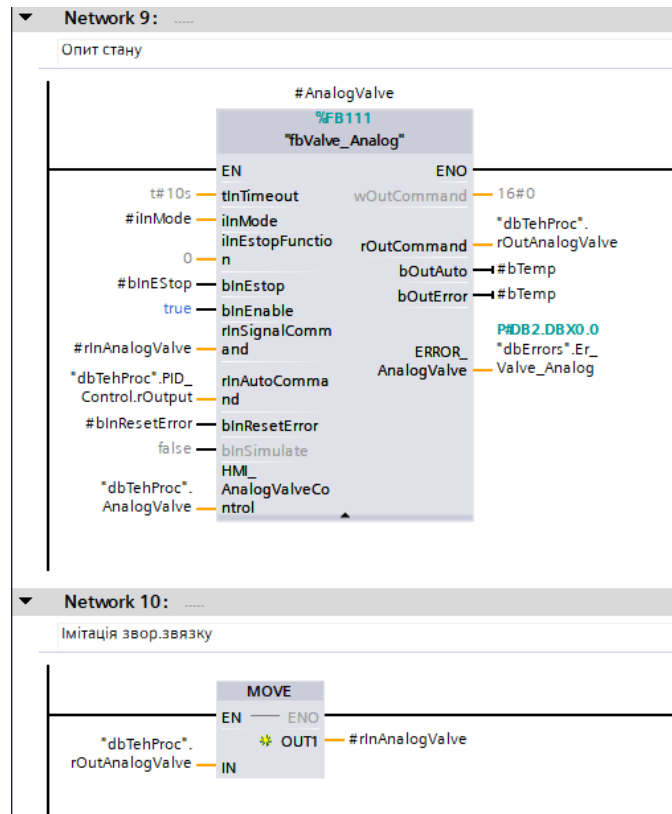 Network 9: .....
Опит стану
#AnalogValve
%FB111
"fbValve_Analog"
EN ENO
t#10s tInTimeout wOutCommand 16#0
#iInMode iInMode "dbTehProc".
iInEstopFunctio rOutCommand rOutAnalogValve
0 n bOutAuto #bTemp
#bInEStop bInEstop bOutError #bTemp
true bInEnable
rInSignalComm P#DB2.DBX0.0
#rInAnalogValve and ERROR_ "dbErrors".Er_
"dbTehProc".PID_ rInAutoComma AnalogValve Valve_Analog
Control.rOutput nd
#bInResetError bInResetError
false bInSimulate
HMI_
"dbTehProc". AnalogValveCo
AnalogValve ntrol
Network 10: .....
Імітація звор.звязку
MOVE
EN ENO
"dbTehProc". OUT1 #rInAnalogValve
rOutAnalogValve IN